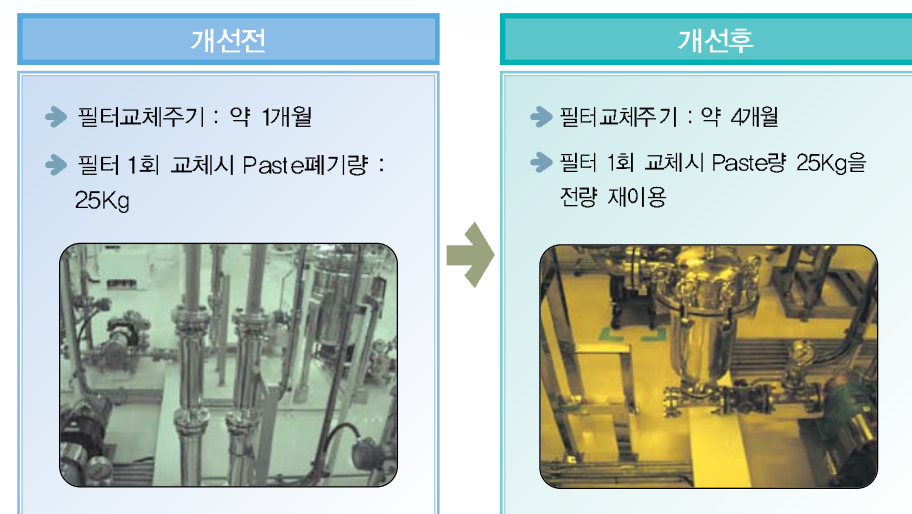 개선전
필터교체주기 : 약 1개월
필터 1회 교체시 Paste폐기량 :
25Kg
개선후
필터교체주기 : 약 4개월
필터 1회 교체시 Paste량 25Kg을
전량 재이용